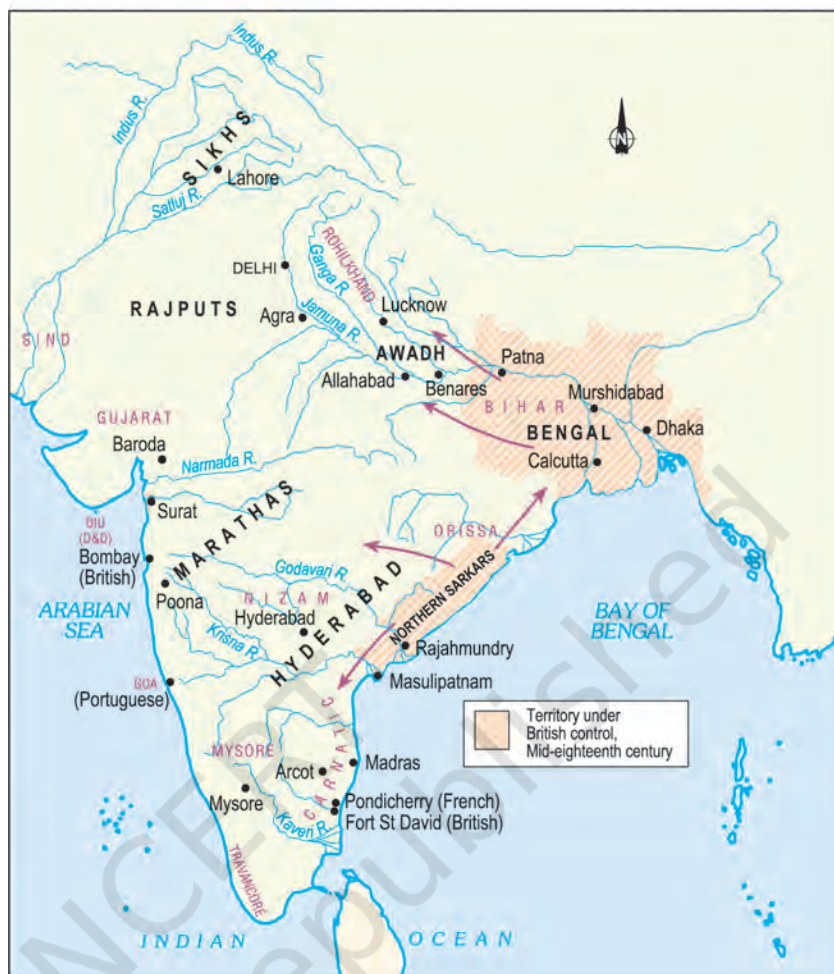 Indus R.
Indus R.
SIKHS
Lahore
Satluj R.
N
DELHI
ROHILKHAND
Ganga R
RAJPUTS
Lucknow
Agra
Jamuna R.
SIND
AWADH
Patna
Allahabad
Benares
BIHAR
Murshidabad
GUJARAT
BENGAL
Dhaka
Baroda
Calcutta
Narmada R.
Surat
MARATHAS
ORISSA
DIU
(D&D)
Bombay
(British)
Godavari R.
NORTHERN SARKARS
ARABIAN
SEA
Poona
NIZAM
HYDERABAD
BAY OF
BENGAL
Hyderabad
Krisna R.
Rajahmundry
Masulipatnam
GOA
(Portuguese)
Territory under
British control,
Mid-eighteenth century
CARNATIC
MYSORE
Madras
Arcot
Mysore
Pondicherry (French)
Kaveri R.
Fort St David (British)
TRAVANCORE
INDIAN OCEAN
NCERT
republished